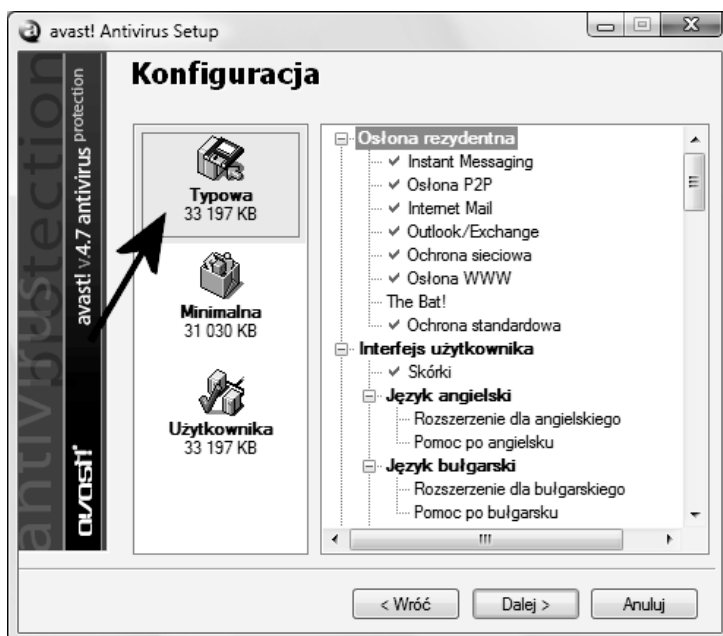 avast! Antivirus Setup
antivirus protection
avast! v.4.7 antivirus protection
avast!
Konfiguracja
Typowa
33 197 KB
Minimalna
31 030 KB
Użytkownika
33 197 KB
Osłona rezydentna
Instant Messaging
Osłona P2P
Internet Mail
Outlook/Exchange
Ochrona sieciowa
Osłona WWW
The Bat!
Ochrona standardowa
Interfejs użytkownika
Skórki
Język angielski
Rozszerzenie dla angielskiego
Pomoc po angielsku
Język bułgarski
Rozszerzenie dla bułgarskiego
Pomoc po bułgarsku
< Wróć
Dalej >
Anuluj